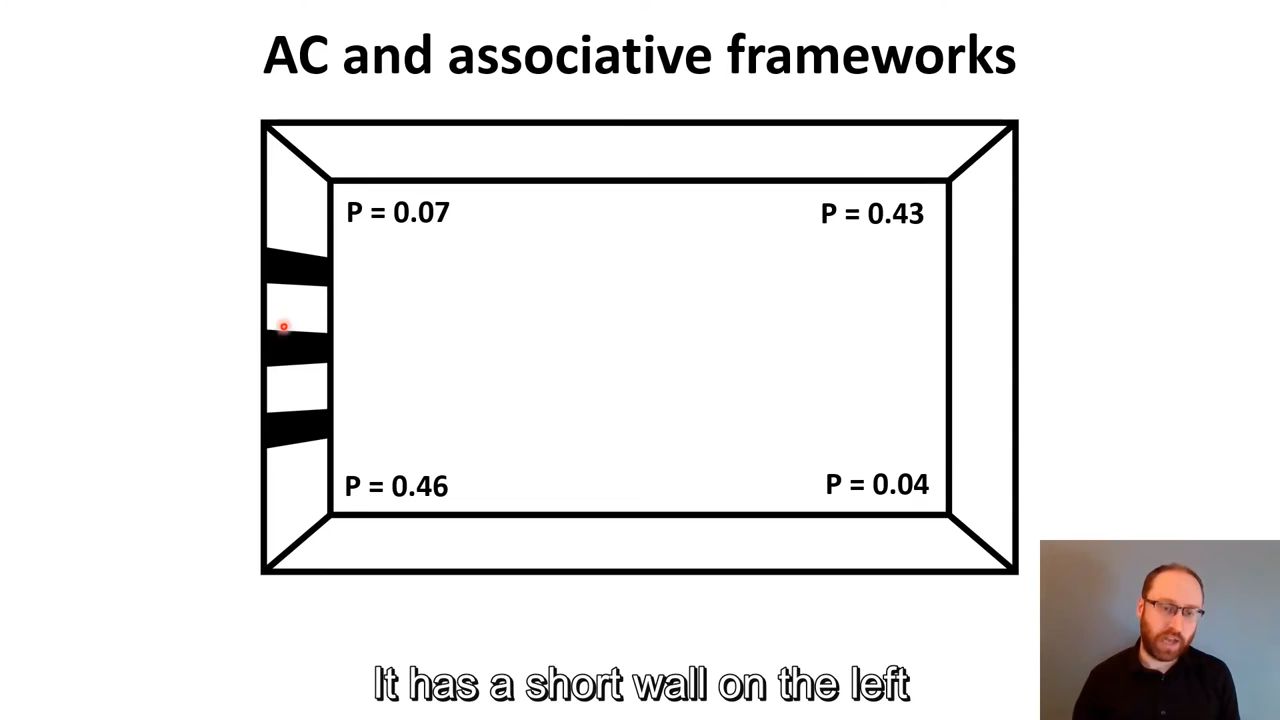 AC and associative frameworks
P = 0.07
P = 0.43
P = 0.46
P = 0.04
It has a short wall on the left